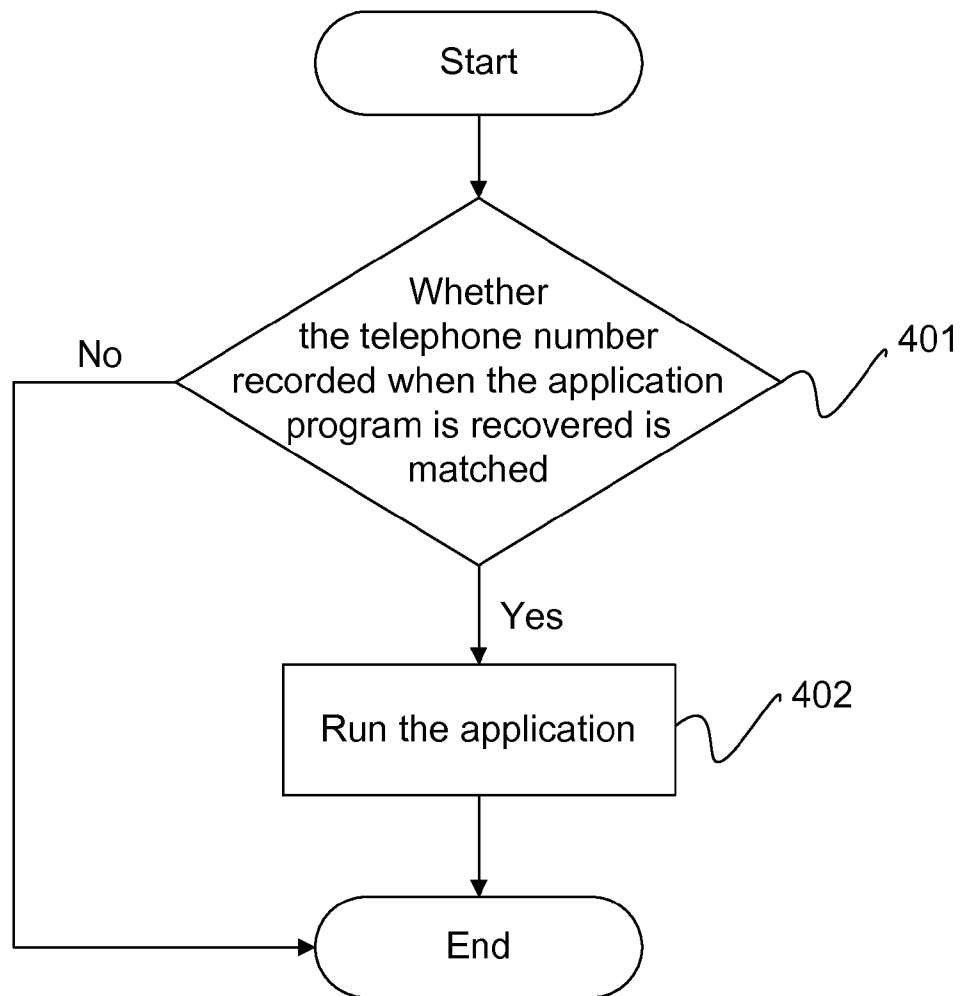 Start
Whether
the telephone number
recorded when the application
program is recovered is
matched
No
401
Yes
Run the application
402
End